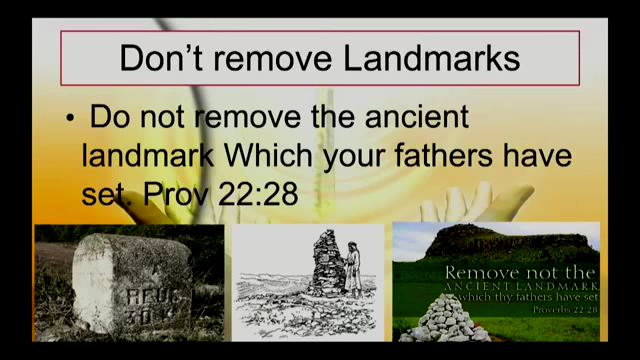 Don't remove Landmarks
• Do not remove the ancient
landmark Which your fathers have
set. Prov 22:28
Remove not the
ANCIENT LANDMARK
which thy fathers have set
Proverbs 22:28